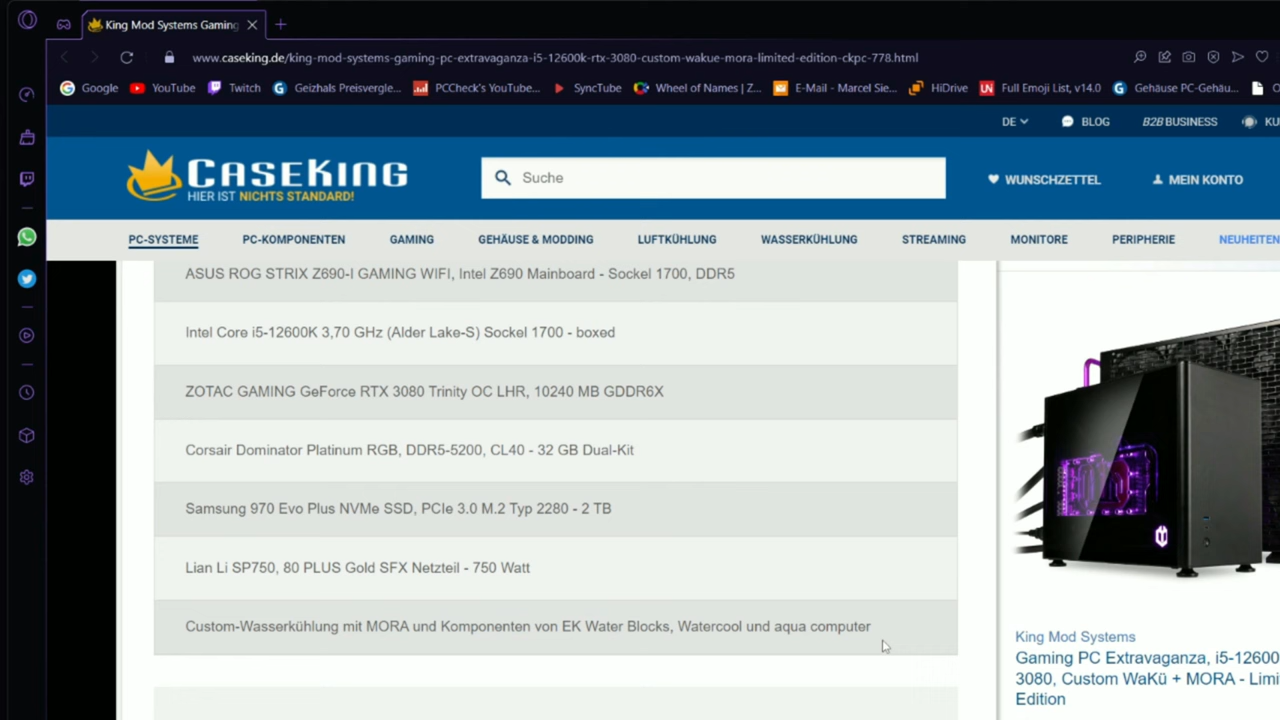 King Mod Systems Gaming
www.caseking.de/king-mod-systems-gaming-pc-extravaganza-i5-12600k-rtx-3080-custom-wakue-mora-limited-edition-ckpc-778.html
Google YouTube Twitch Geizhals Preisvergle... PCCheck's YouTube... SyncTube Wheel of Names | Z... E-Mail - Marcel Sie... HiDrive Full Emoji List, v14.0 Gehäuse PC-Gehäu...
DE BLOG B2B BUSINESS KU
CASEKING
HIER IST NICHTS STANDARD!
Suche
WUNSCHZETTEL MEIN KONTO
PC-SYSTEME PC-KOMPONENTEN GAMING GEHÄUSE & MODDING LUFTKÜHLUNG WASSERKÜHLUNG STREAMING MONITORE PERIPHERIE NEUHEITEN
ASUS ROG STRIX Z690-I GAMING WIFI, Intel Z690 Mainboard - Sockel 1700, DDR5
Intel Core i5-12600K 3,70 GHz (Alder Lake-S) Sockel 1700 - boxed
ZOTAC GAMING GeForce RTX 3080 Trinity OC LHR, 10240 MB GDDR6X
Corsair Dominator Platinum RGB, DDR5-5200, CL40 - 32 GB Dual-Kit
Samsung 970 Evo Plus NVMe SSD, PCIe 3.0 M.2 Typ 2280 - 2 TB
Lian Li SP750, 80 PLUS Gold SFX Netzteil - 750 Watt
Custom-Wasserkühlung mit MORA und Komponenten von EK Water Blocks, Watercool und aqua computer
King Mod Systems
Gaming PC Extravaganza, i5-12600
3080, Custom WaKü + MORA - Limi
Edition